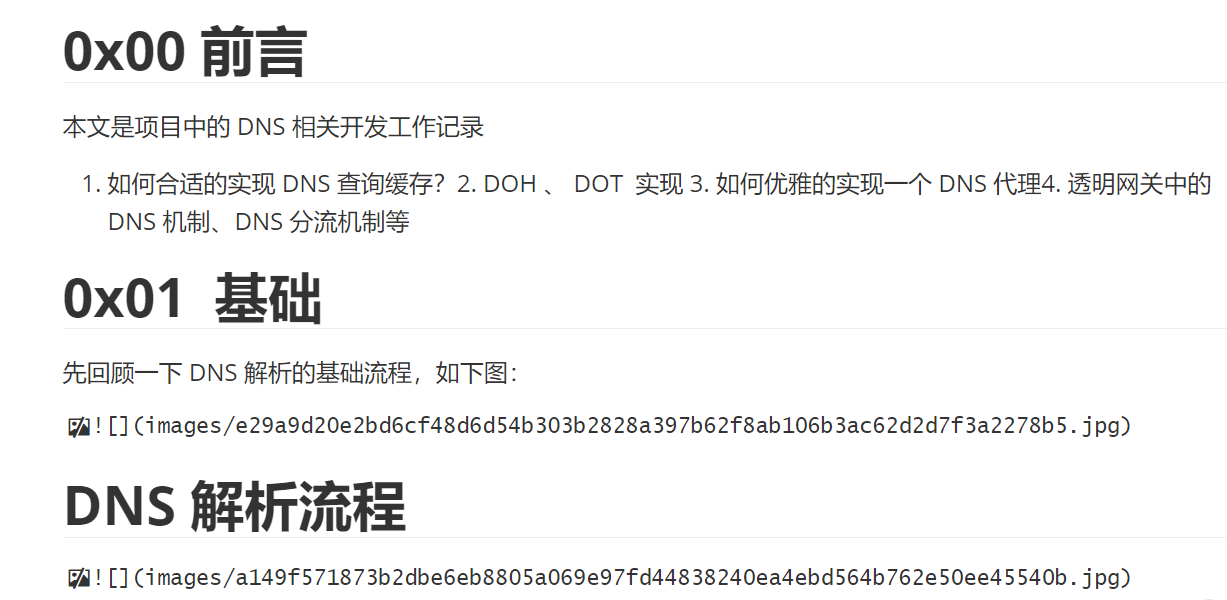 0x00 前言
本文是项目中的 DNS 相关开发工作记录
1. 如何合适的实现 DNS 查询缓存？2. DOH 、 DOT 实现 3. 如何优雅的实现一个 DNS 代理4. 透明网关中的
DNS 机制、DNS 分流机制等
0x01 基础
先回顾一下 DNS 解析的基础流程，如下图：
![](images/e29a9d20e2bd6cf48d6d54b303b2828a397b62f8ab106b3ac62d2d7f3a2278b5.jpg)
DNS 解析流程
![](images/a149f571873b2dbe6eb8805a069e97fd44838240ea4ebd564b762e50ee45540b.jpg)